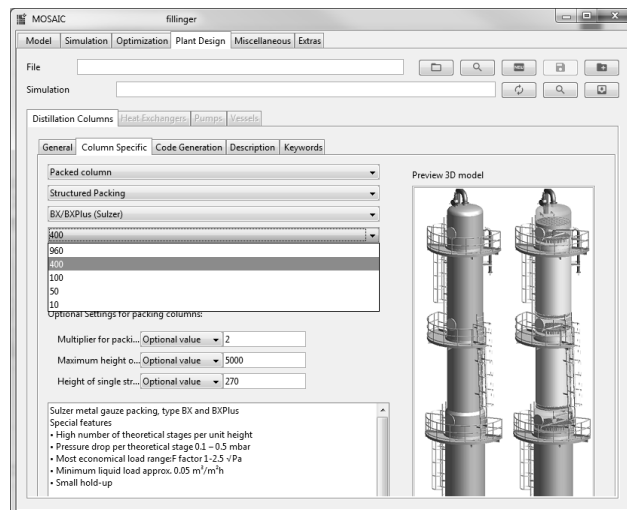 MOSAIC fillinger
Model Simulation Optimization Plant Design Miscellaneous Extras
File
Simulation
Distillation Columns Heat Exchangers Pumps Vessels
General Column Specific Code Generation Description Keywords
Packed column
Structured Packing
BX/BXPlus (Sulzer)
400
960
400
100
50
10
Optional Settings for packing columns:
Multiplier for packi... Optional value 2
Maximum height o... Optional value 5000
Height of single str... Optional value 270
Sulzer metal gauze packing, type BX and BXPlus
Special features
• High number of theoretical stages per unit height
• Pressure drop per theoretical stage 0.1 – 0.5 mbar
• Most economical load range:F factor 1-2.5 √Pa
• Minimum liquid load approx. 0.05 m³/m²h
• Small hold-up
Preview 3D model